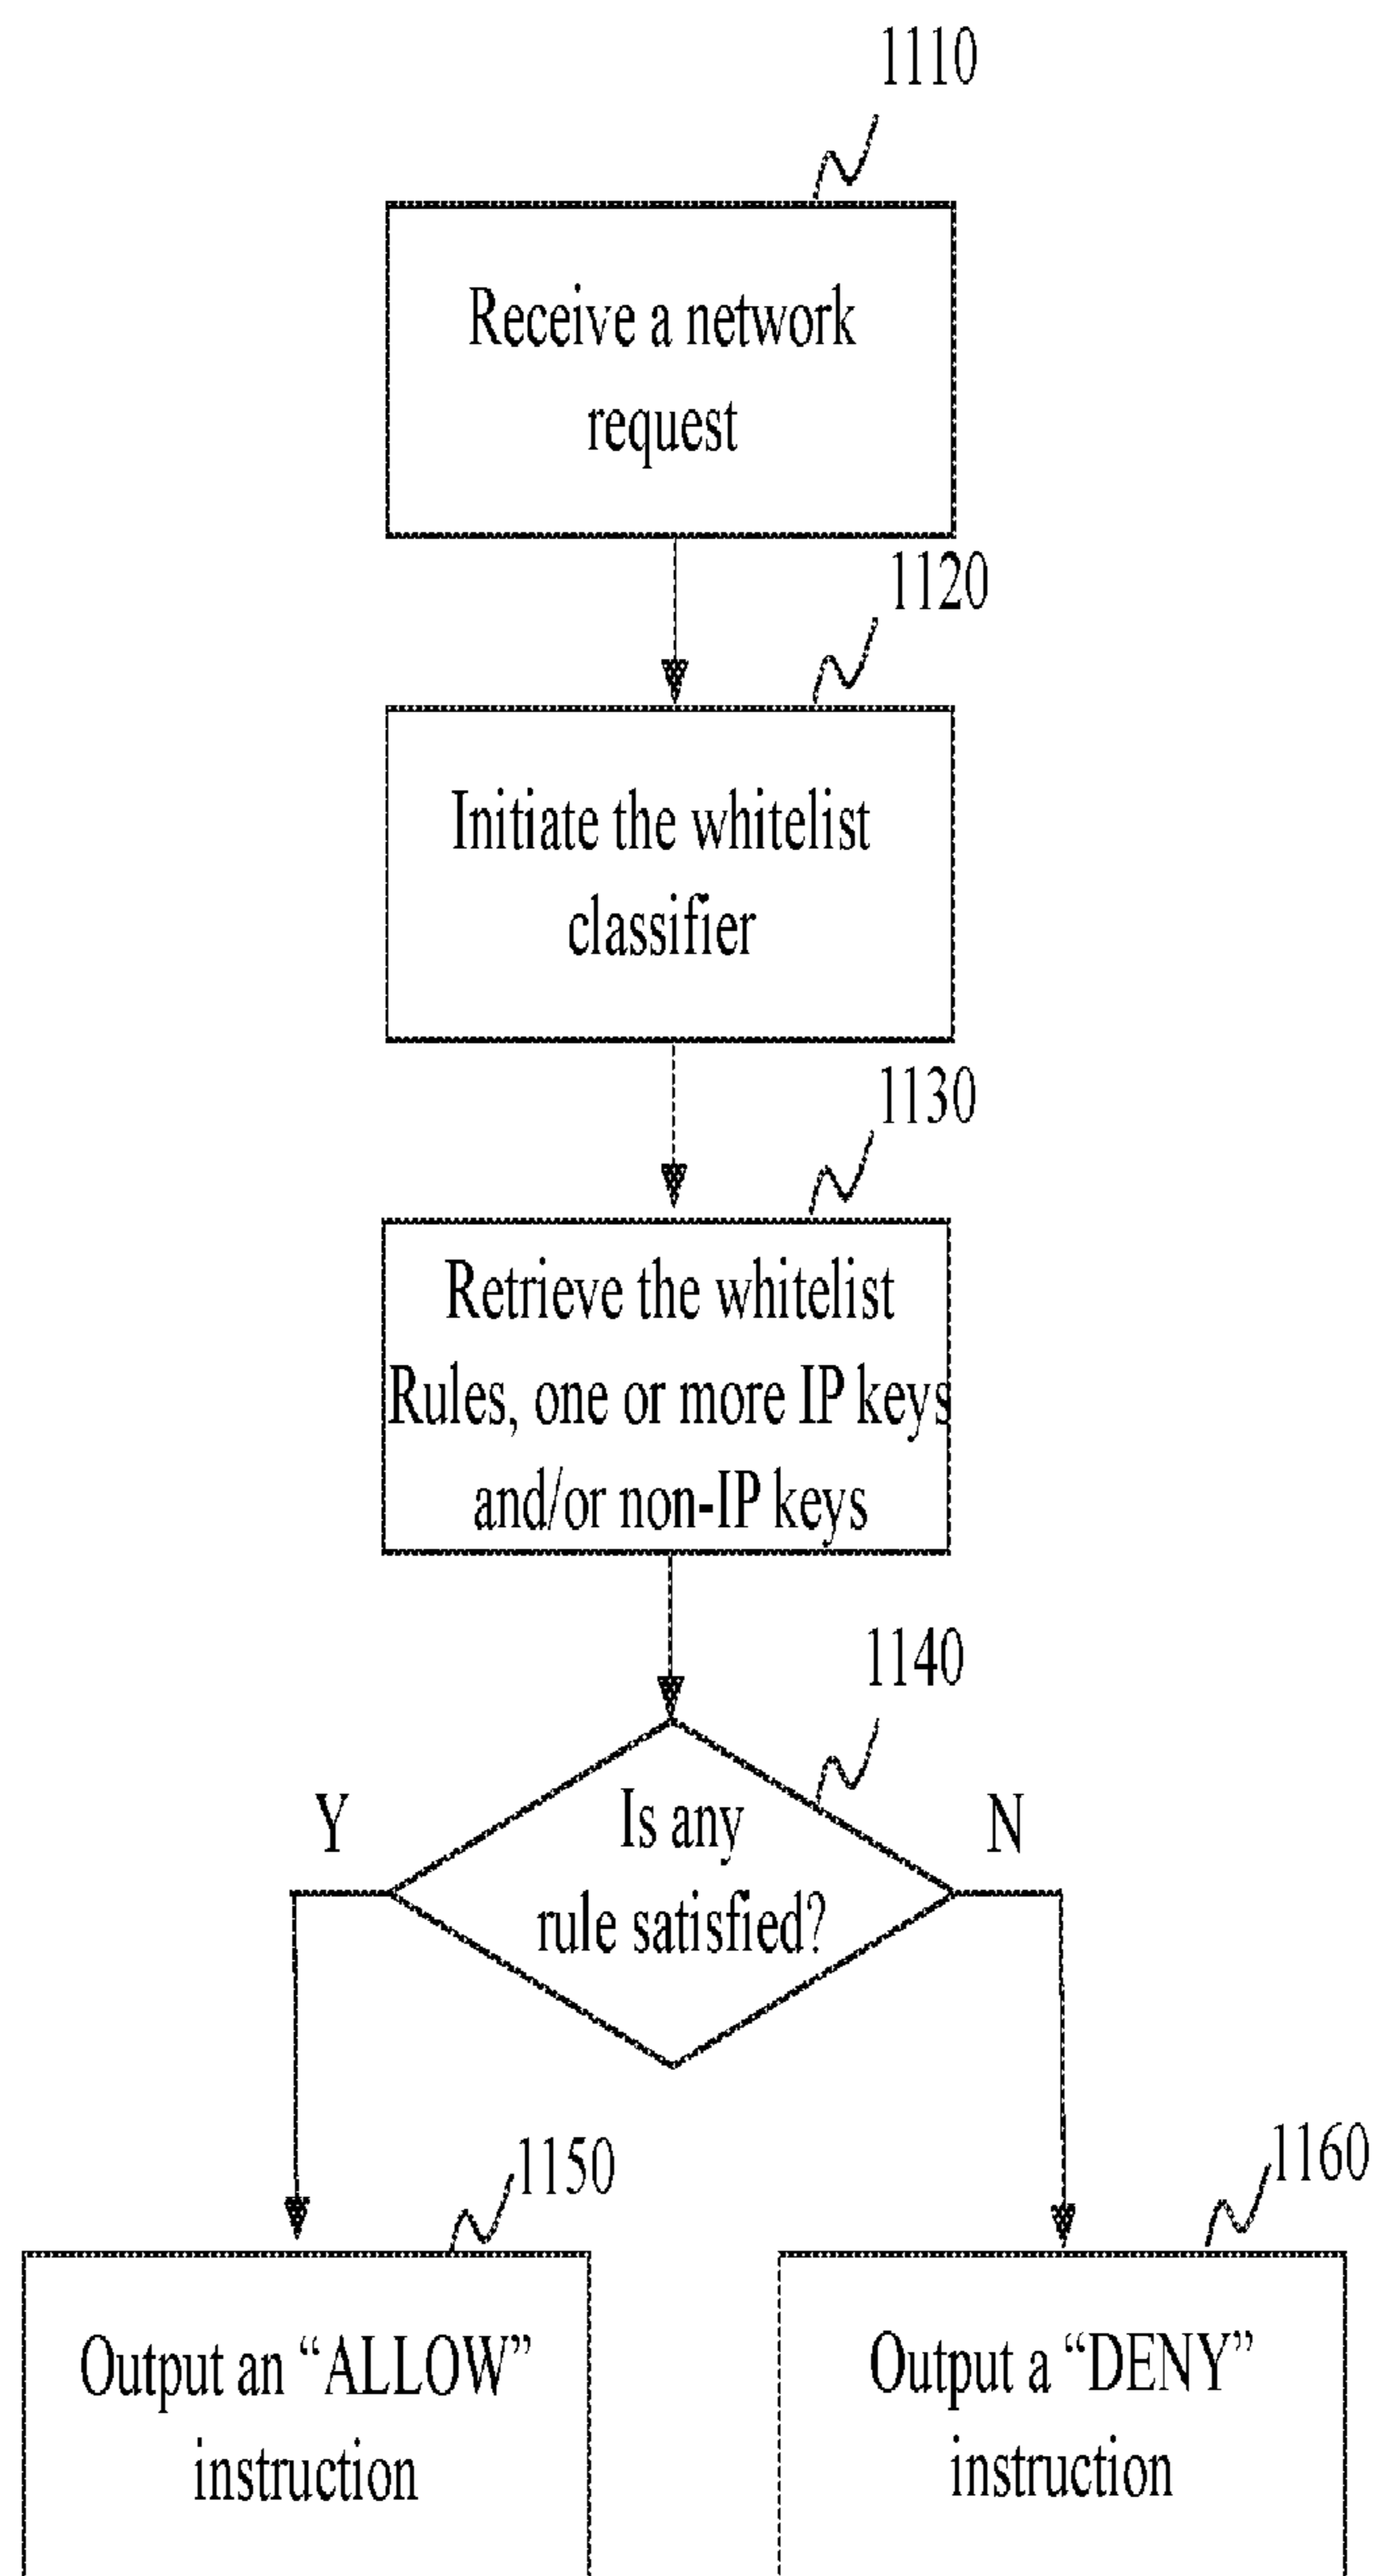 1110
Receive a network
request
1120
Initiate the whitelist
classifier
1130
Retrieve the whitelist
Rules, one or more IP keys
and/or non-IP keys
1140
Y
Is any
rule satisfied?
N
1150
1160
Output an “ALLOW”
instruction
Output a “DENY”
instruction